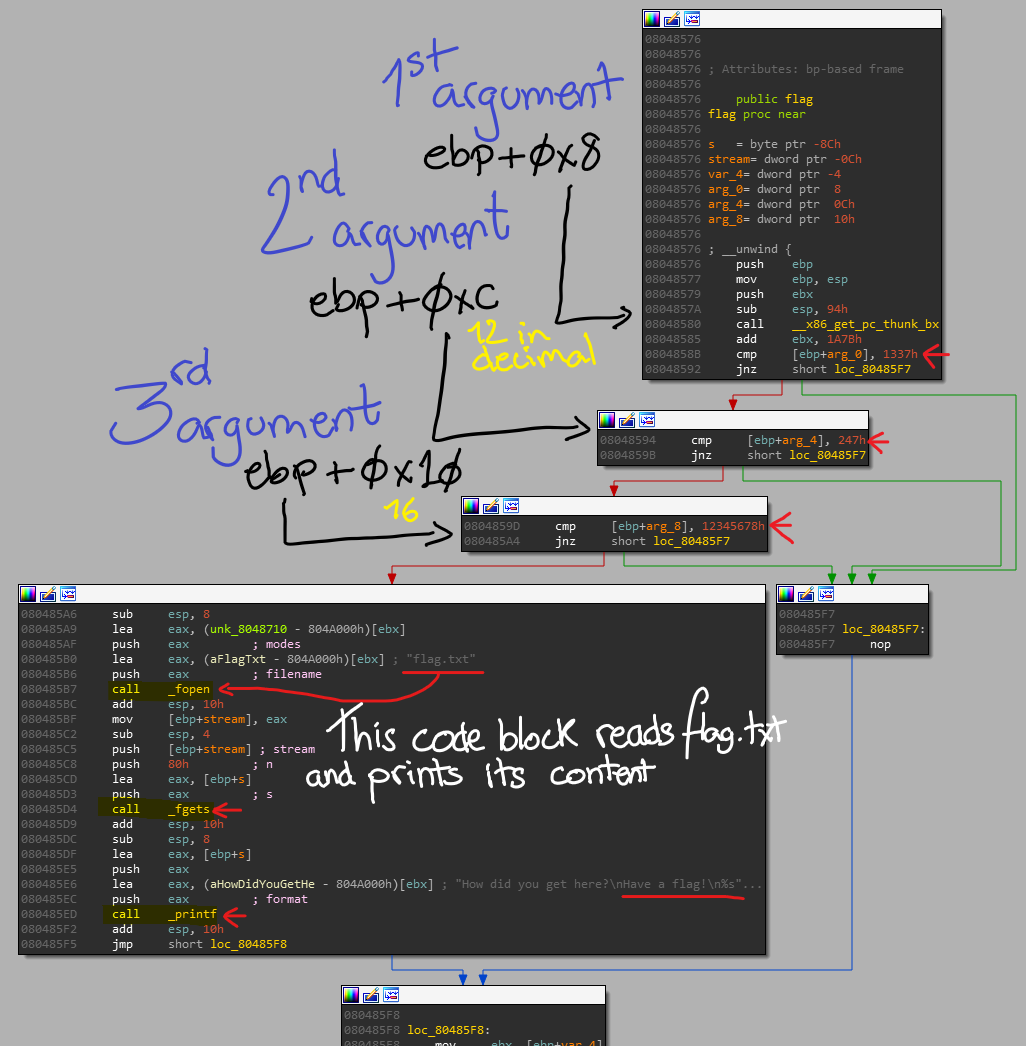 1st
argument
ebp+0x8
2nd
argument
ebp+0xC
12 in
decimal
3rd
argument
ebp+0x10
16
08048576
08048576
08048576 ; Attributes: bp-based frame
08048576
08048576 public flag
08048576 flag proc near
08048576
08048576 s = byte ptr -8Ch
08048576 stream= dword ptr -0Ch
08048576 var_4= dword ptr -4
08048576 arg_0= dword ptr 8
08048576 arg_4= dword ptr 0Ch
08048576 arg_8= dword ptr 10h
08048576
08048576 ; __unwind {
08048576 push ebp
08048577 mov ebp, esp
08048579 push ebx
0804857A sub esp, 94h
08048580 call __x86_get_pc_thunk_bx
08048585 add ebx, 1A7Bh
0804858B cmp [ebp+arg_0], 1337h
08048592 jnz short loc_80485F7
08048594 cmp [ebp+arg_4], 247h
0804859B jnz short loc_80485F7
0804859D cmp [ebp+arg_8], 12345678h
080485A4 jnz short loc_80485F7
080485A6 sub esp, 8
080485A9 lea eax, (unk_8048710 - 804A000h)[ebx]
080485AF push eax ; modes
080485B0 lea eax, (aFlagTxt - 804A000h)[ebx] ; "flag.txt"
080485B6 push eax ; filename
080485B7 call _fopen
080485BC add esp, 10h
080485BF mov [ebp+stream], eax
080485C2 sub esp, 4
080485C5 push [ebp+stream] ; stream
080485C8 push 80h ; n
080485CD lea eax, [ebp+s]
080485D3 push eax ; s
080485D4 call _fgets
080485D9 add esp, 10h
080485DC sub esp, 8
080485DF lea eax, [ebp+s]
080485E5 push eax
080485E6 lea eax, (aHowDidYouGetHe - 804A000h)[ebx] ; "How did you get here?\nHave a flag!\n%s"...
080485EC push eax ; format
080485ED call _printf
080485F2 add esp, 10h
080485F5 jmp short loc_80485F8
This code block reads flag.txt
and prints its content
080485F7
080485F7 loc_80485F7:
080485F7 nop
080485F8
080485F8 loc_80485F8:
080485F8 mov ebx, [ebp+var_4]